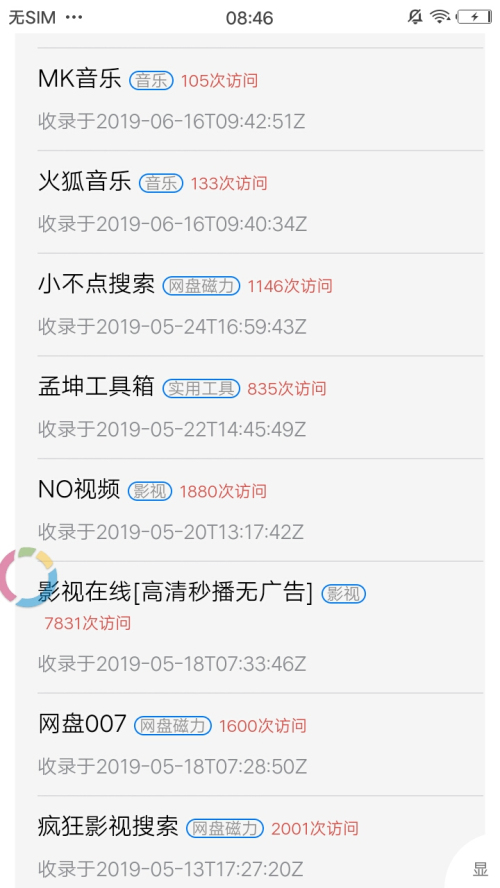 无SIM ••• 08:46
MK音乐 音乐 105次访问
收录于2019-06-16T09:42:51Z
火狐音乐 音乐 133次访问
收录于2019-06-16T09:40:34Z
小不点搜索 网盘磁力 1146次访问
收录于2019-05-24T16:59:43Z
孟坤工具箱 实用工具 835次访问
收录于2019-05-22T14:45:49Z
NO视频 影视 1880次访问
收录于2019-05-20T13:17:42Z
影视在线[高清秒播无广告] 影视
7831次访问
收录于2019-05-18T07:33:46Z
网盘007 网盘磁力 1600次访问
收录于2019-05-18T07:28:50Z
疯狂影视搜索 网盘磁力 2001次访问
收录于2019-05-13T17:27:20Z
显